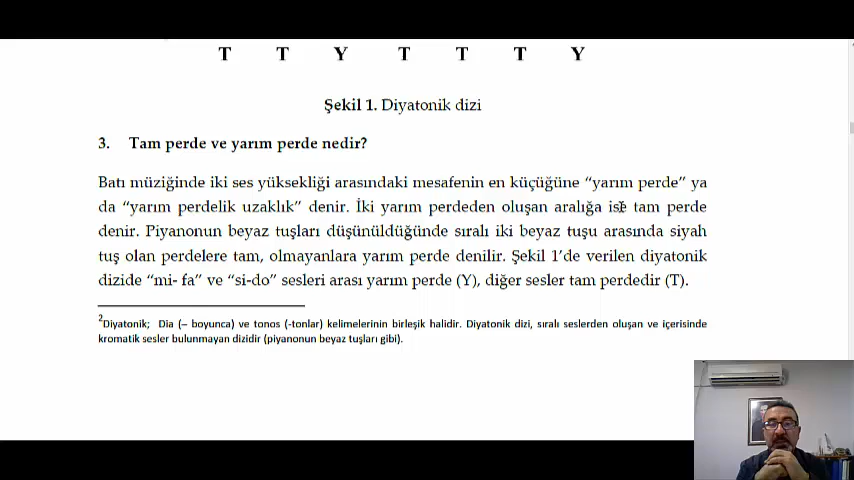 T T Y T T T Y
Şekil 1. Diyatonik dizi
3. Tam perde ve yarım perde nedir?
Batı müziğinde iki ses yüksekliği arasındaki mesafenin en küçüğüne “yarım perde” ya
da “yarım perdelik uzaklık” denir. İki yarım perdeden oluşan aralığa ise tam perde
denir. Piyanonun beyaz tuşları düşünüldüğünde sıralı iki beyaz tuşu arasında siyah
tuş olan perdelere tam, olmayanlara yarım perde denilir. Şekil 1’de verilen diyatonik
dizide “mi- fa” ve “si-do” sesleri arası yarım perde (Y), diğer sesler tam perdedir (T).
2Diyatonik; Dia (– boyunca) ve tonos (-tonlar) kelimelerinin birleşik halidir. Diyatonik dizi, sıralı seslerden oluşan ve içerisinde
kromatik sesler bulunmayan dizidir (piyanonun beyaz tuşları gibi).